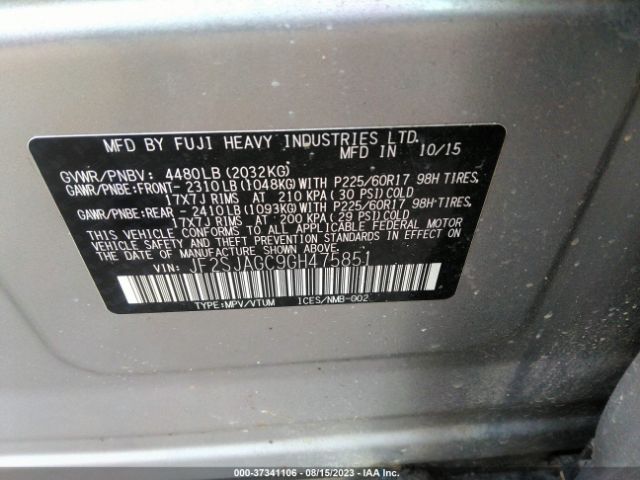 MFD BY FUJI HEAVY INDUSTRIES LTD.
MFD IN 10/15
GVWR/PNBV: 4480LB (2032KG)
GAWR/PNBE:FRONT- 2310LB (1048KG) WITH P225/60R17 98H TIRES,
17X7J RIMS AT 210 KPA (30 PSI) COLD
GAWR/PNBE:REAR - 2410LB (1093KG) WITH P225/60R17 98H TIRES,
17X7J RIMS AT 200 KPA (29 PSI) COLD
THIS VEHICLE CONFORMS TO ALL APPLICABLE FEDERAL MOTOR
VEHICLE SAFETY AND THEFT PREVENTION STANDARDS IN EFFECT ON
THE DATE OF MANUFACTURE SHOWN ABOVE.
VIN: JF2SJAGC9GH475851
TYPE:MPV/VTUM ICES/NMB-002
000-37341106 - 08/15/2023 - IAA Inc.